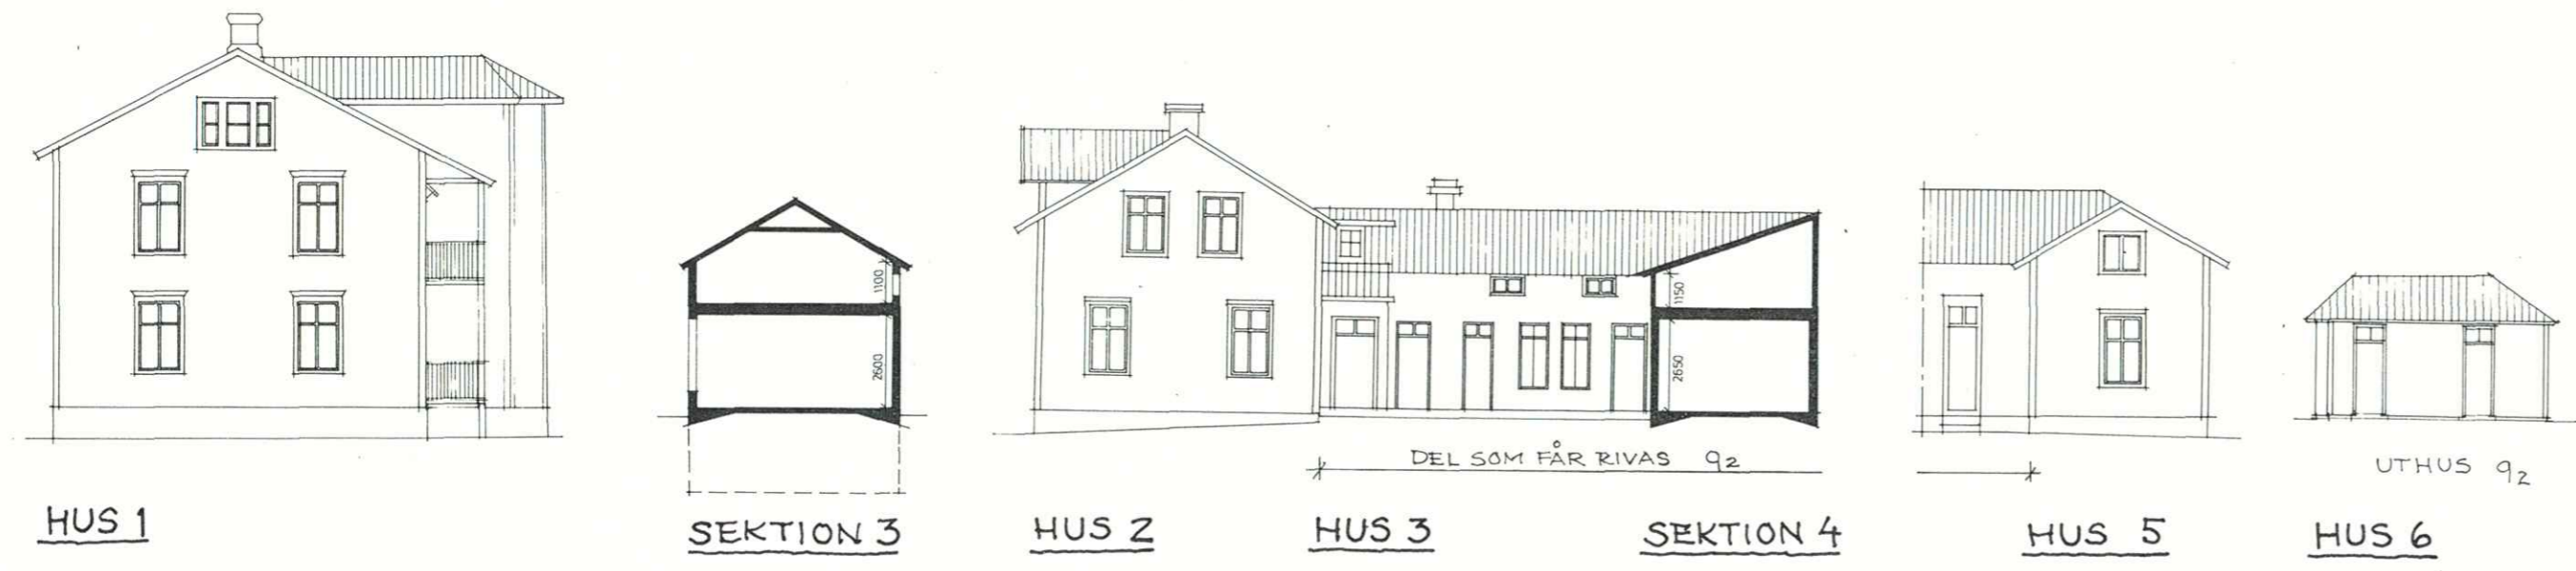 1100
2600
1150
2650
DEL SOM FÅR RIVAS q2
UTHUS q2
HUS 1
SEKTION 3
HUS 2
HUS 3
SEKTION 4
HUS 5
HUS 6